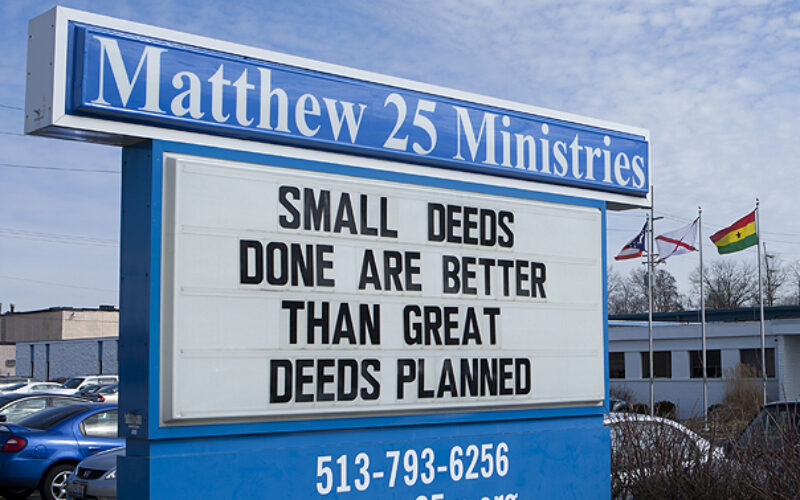 Matthew 25 Ministries
SMALL DEEDS
DONE ARE BETTER
THAN GREAT
DEEDS PLANNED
513-793-6256